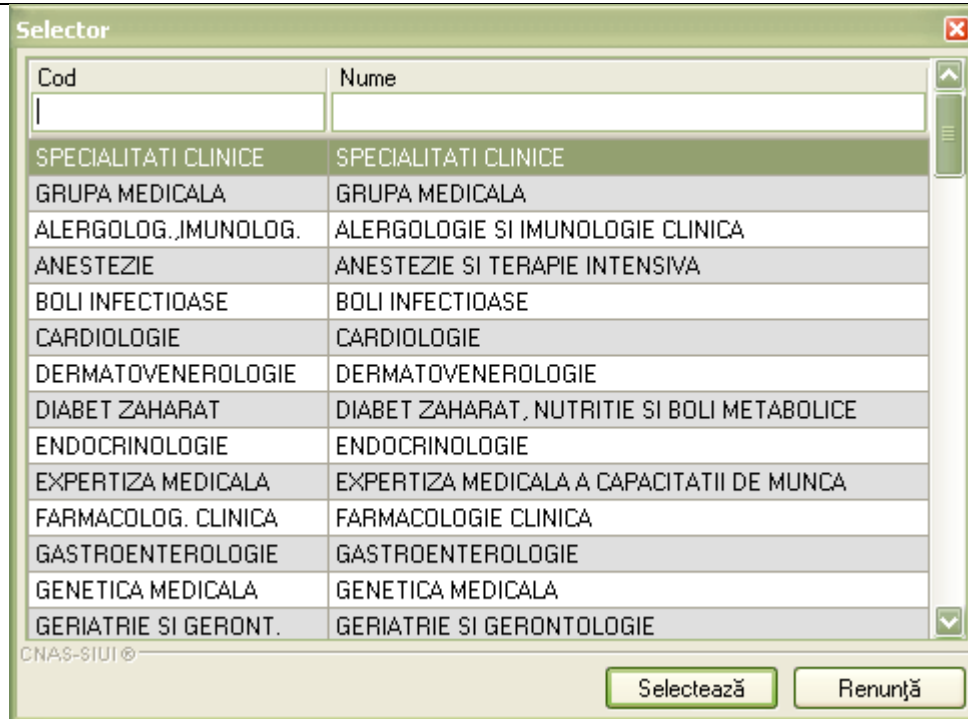 Selector
Cod Nume
SPECIALITATI CLINICE SPECIALITATI CLINICE
GRUPA MEDICALA GRUPA MEDICALA
ALERGOLOG.,IMUNOLOG. ALERGOLOGIE SI IMUNOLOGIE CLINICA
ANESTEZIE ANESTEZIE SI TERAPIE INTENSIVA
BOLI INFECTIOASE BOLI INFECTIOASE
CARDIOLOGIE CARDIOLOGIE
DERMATOVENEROLOGIE DERMATOVENEROLOGIE
DIABET ZAHARAT DIABET ZAHARAT, NUTRITIE SI BOLI METABOLICE
ENDOCRINOLOGIE ENDOCRINOLOGIE
EXPERTIZA MEDICALA EXPERTIZA MEDICALA A CAPACITATII DE MUNCA
FARMACOLOG. CLINICA FARMACOLOGIE CLINICA
GASTROENTEROLOGIE GASTROENTEROLOGIE
GENETICA MEDICALA GENETICA MEDICALA
GERIATRIE SI GERONT. GERIATRIE SI GERONTOLOGIE
CNAS-SIUI®
Selectează Renunţă